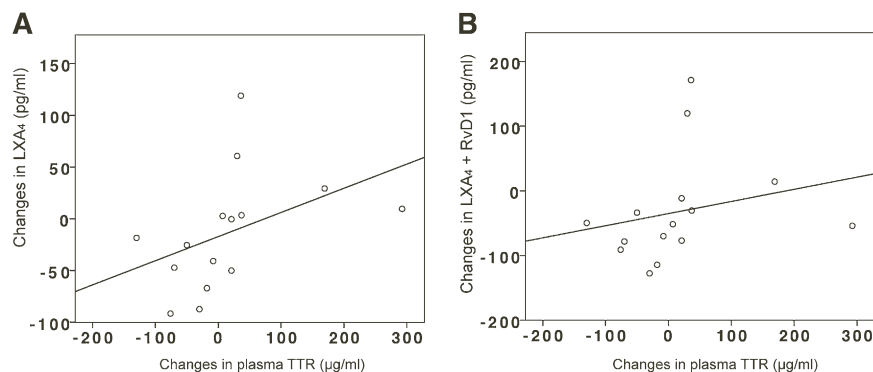 A
Changes in LXA₄ (pg/ml)
150
100
50
0
-50
-100
-200 -100 0 100 200 300
Changes in plasma TTR (µg/ml)
B
Changes in LXA₄ + RvD1 (pg/ml)
200
100
0
-100
-200
-200 -100 0 100 200 300
Changes in plasma TTR (µg/ml)